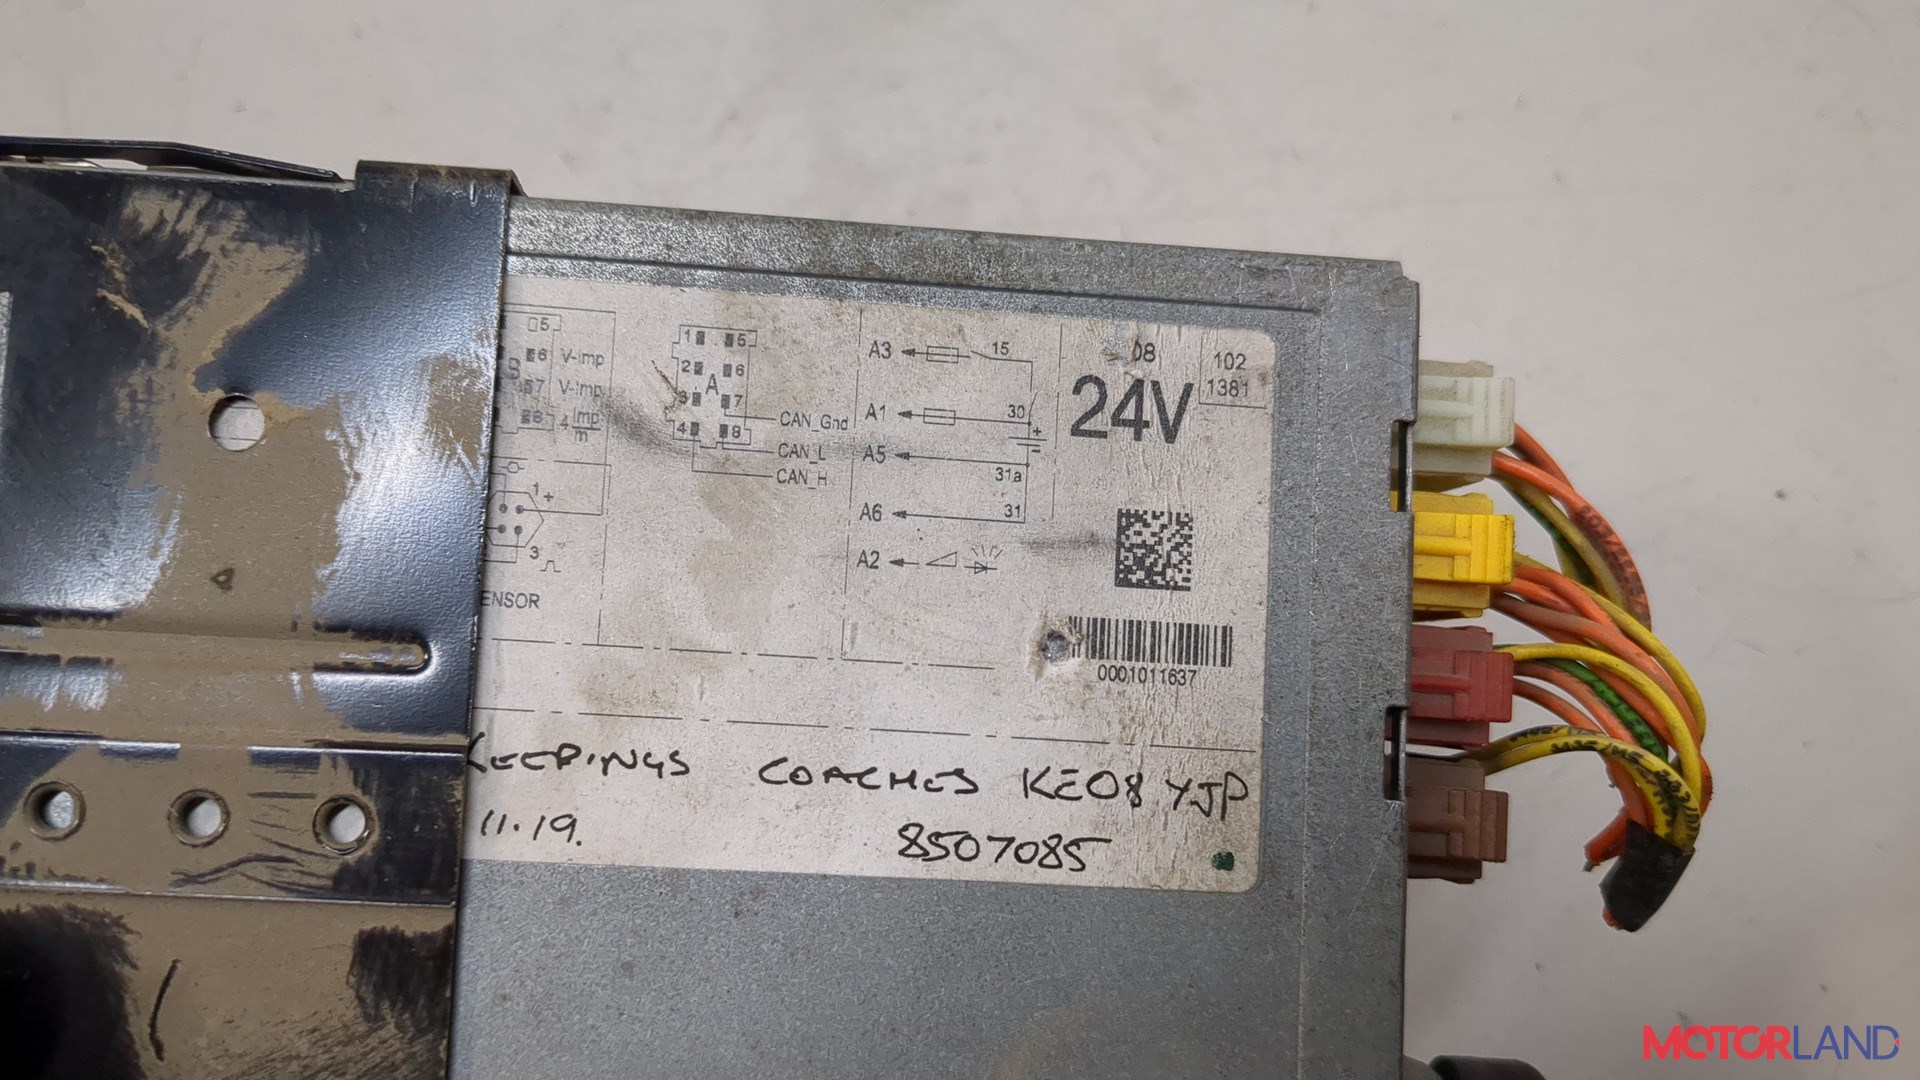 5
6 V-Imp
7 V-Imp
8 4 Imp
m
1 +
3
ENSOR
1 5
2 6
A
3 7
4 8
CAN_Gnd
CAN_L
CAN_H
A3 15
A1 30
+
A5 31a
A6 31
A2
08
24V
102
1381
0001011637
KEEPINGS COACHES KE08 YJP
11.19. 8507085
MOTORLAND